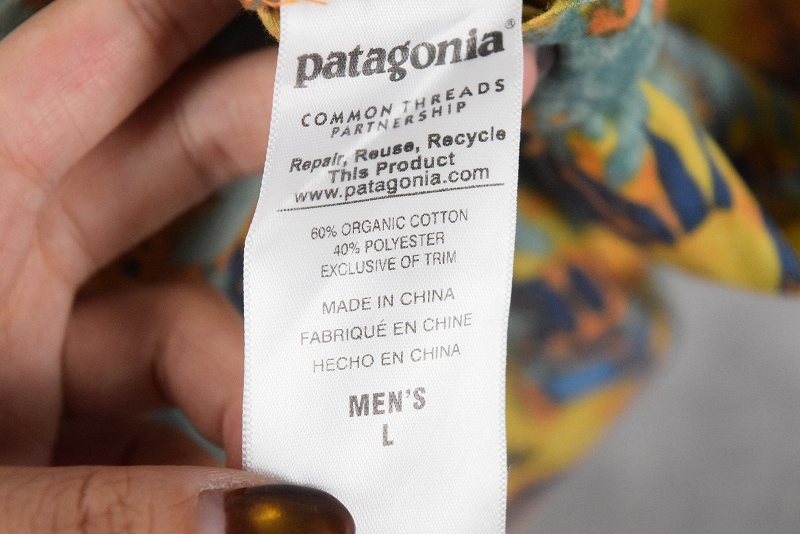 patagonia®
COMMON THREADS
PARTNERSHIP
Repair, Reuse, Recycle
This Product
www.patagonia.com
60% ORGANIC COTTON
40% POLYESTER
EXCLUSIVE OF TRIM
MADE IN CHINA
FABRIQUÉ EN CHINE
HECHO EN CHINA
MEN'S
L